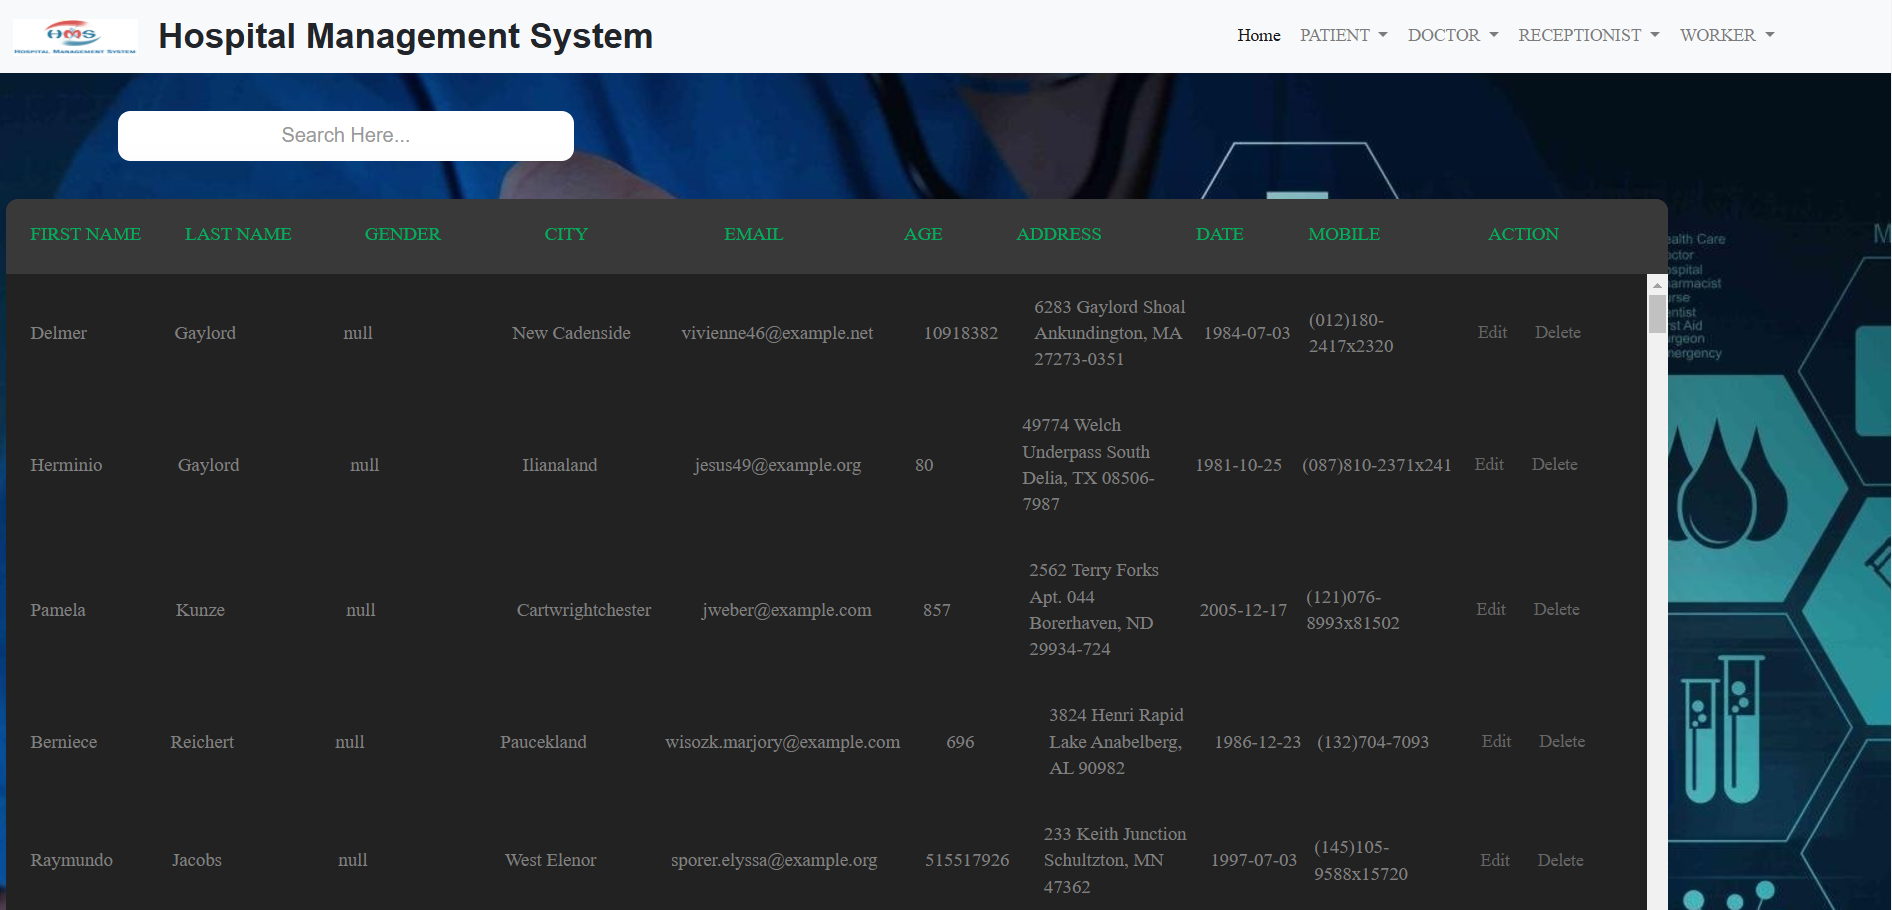 HMS
HOSPITAL MANAGEMENT SYSTEM
Hospital Management System
Home PATIENT DOCTOR RECEPTIONIST WORKER
Search Here...
FIRST NAME LAST NAME GENDER CITY EMAIL AGE ADDRESS DATE MOBILE ACTION
Delmer Gaylord null New Cadenside vivienne46@example.net 10918382 6283 Gaylord Shoal
Ankundington, MA
27273-0351 1984-07-03 (012)180-
2417x2320 Edit Delete
Herminio Gaylord null Ilianaland jesus49@example.org 80 49774 Welch
Underpass South
Delia, TX 08506-
7987 1981-10-25 (087)810-2371x241 Edit Delete
Pamela Kunze null Cartwrightchester jweber@example.com 857 2562 Terry Forks
Apt. 044
Borerhaven, ND
29934-724 2005-12-17 (121)076-
8993x81502 Edit Delete
Berniece Reichert null Paucekland wisozk.marjory@example.com 696 3824 Henri Rapid
Lake Anabelberg,
AL 90982 1986-12-23 (132)704-7093 Edit Delete
Raymundo Jacobs null West Elenor sporer.elyssa@example.org 515517926 233 Keith Junction
Schultzton, MN
47362 1997-07-03 (145)105-
9588x15720 Edit Delete
ealth Care
octor
ospital
armacist
urse
entist
rst Aid
urgeon
mergency
M